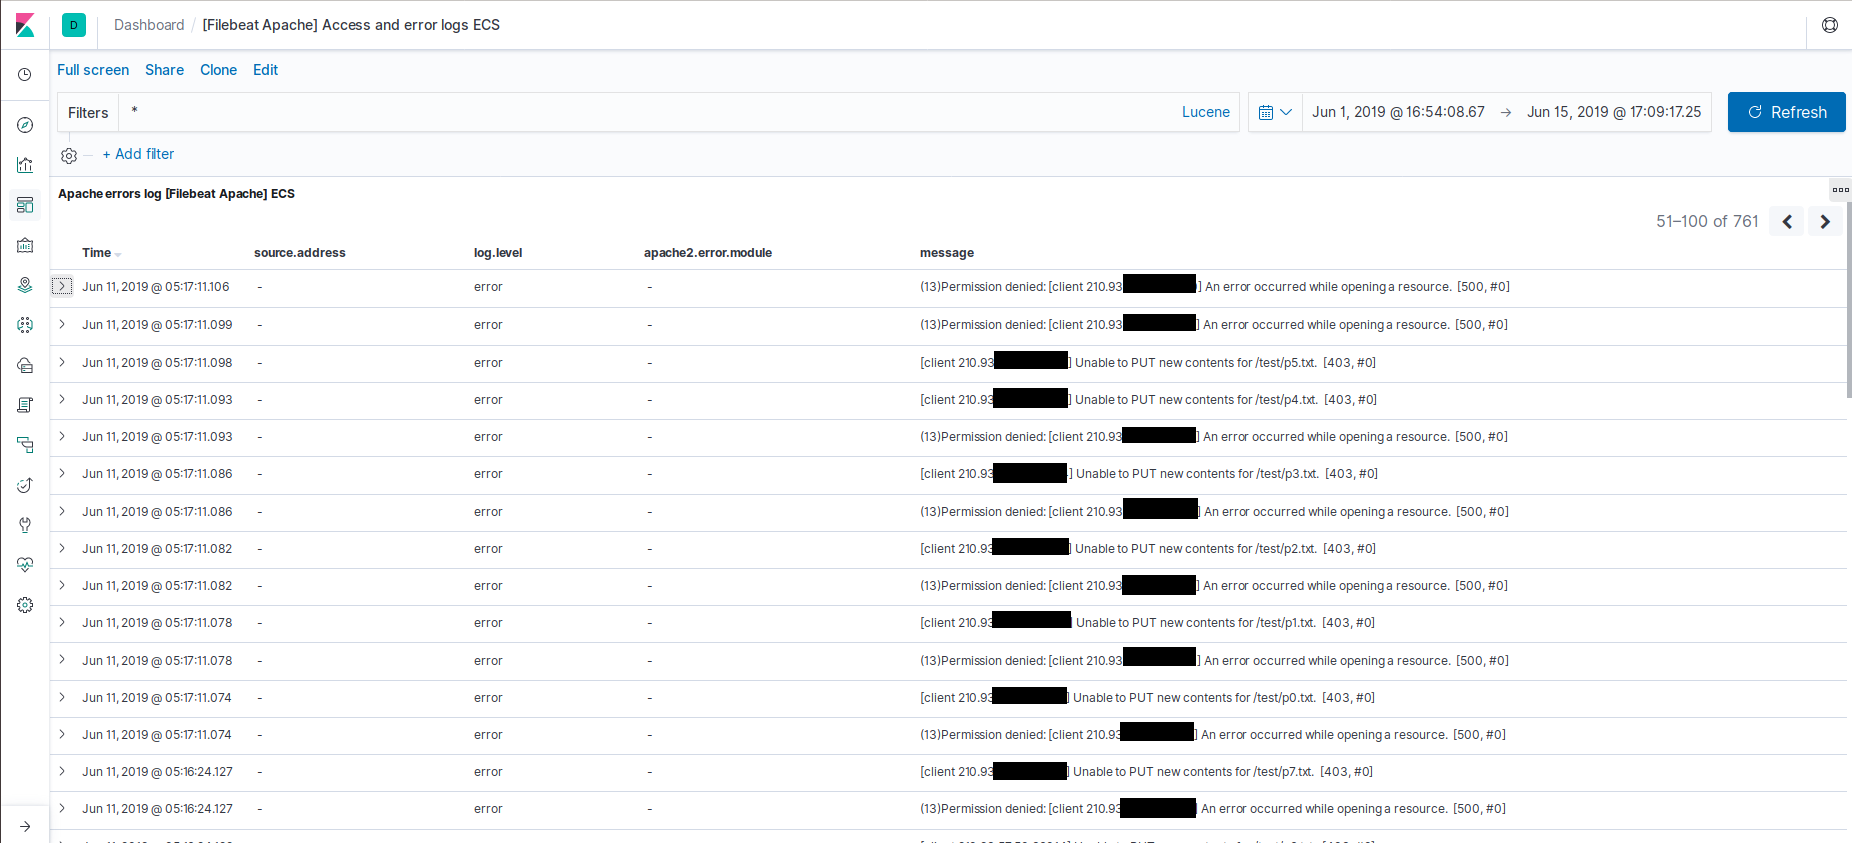 D Dashboard / [Filebeat Apache] Access and error logs ECS
Full screen Share Clone Edit
Filters * Lucene Jun 1, 2019 @ 16:54:08.67 → Jun 15, 2019 @ 17:09:17.25 Refresh
+ Add filter
Apache errors log [Filebeat Apache] ECS
51–100 of 761
Time source.address log.level apache2.error.module message
Jun 11, 2019 @ 05:17:11.106 - error - (13)Permission denied: [client 210.93 ] An error occurred while opening a resource. [500, #0]
Jun 11, 2019 @ 05:17:11.099 - error - (13)Permission denied: [client 210.93 ] An error occurred while opening a resource. [500, #0]
Jun 11, 2019 @ 05:17:11.098 - error - [client 210.93 ] Unable to PUT new contents for /test/p5.txt. [403, #0]
Jun 11, 2019 @ 05:17:11.093 - error - [client 210.93 ] Unable to PUT new contents for /test/p4.txt. [403, #0]
Jun 11, 2019 @ 05:17:11.093 - error - (13)Permission denied: [client 210.93 ] An error occurred while opening a resource. [500, #0]
Jun 11, 2019 @ 05:17:11.086 - error - [client 210.93 ] Unable to PUT new contents for /test/p3.txt. [403, #0]
Jun 11, 2019 @ 05:17:11.086 - error - (13)Permission denied: [client 210.93 ] An error occurred while opening a resource. [500, #0]
Jun 11, 2019 @ 05:17:11.082 - error - [client 210.93 ] Unable to PUT new contents for /test/p2.txt. [403, #0]
Jun 11, 2019 @ 05:17:11.082 - error - (13)Permission denied: [client 210.93 ] An error occurred while opening a resource. [500, #0]
Jun 11, 2019 @ 05:17:11.078 - error - [client 210.93 ] Unable to PUT new contents for /test/p1.txt. [403, #0]
Jun 11, 2019 @ 05:17:11.078 - error - (13)Permission denied: [client 210.93 ] An error occurred while opening a resource. [500, #0]
Jun 11, 2019 @ 05:17:11.074 - error - [client 210.93 ] Unable to PUT new contents for /test/p0.txt. [403, #0]
Jun 11, 2019 @ 05:17:11.074 - error - (13)Permission denied: [client 210.93 ] An error occurred while opening a resource. [500, #0]
Jun 11, 2019 @ 05:16:24.127 - error - [client 210.93 ] Unable to PUT new contents for /test/p7.txt. [403, #0]
Jun 11, 2019 @ 05:16:24.127 - error - (13)Permission denied: [client 210.93 ] An error occurred while opening a resource. [500, #0]